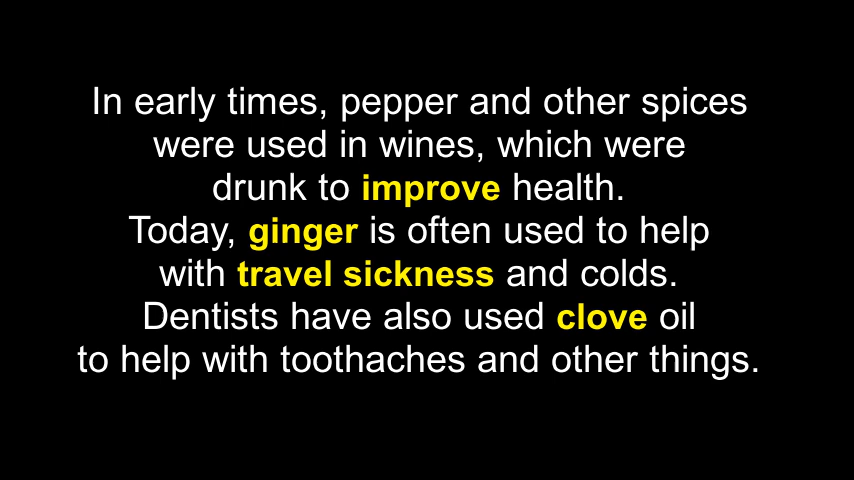 In early times, pepper and other spices
were used in wines, which were
drunk to improve health.
Today, ginger is often used to help
with travel sickness and colds.
Dentists have also used clove oil
to help with toothaches and other things.